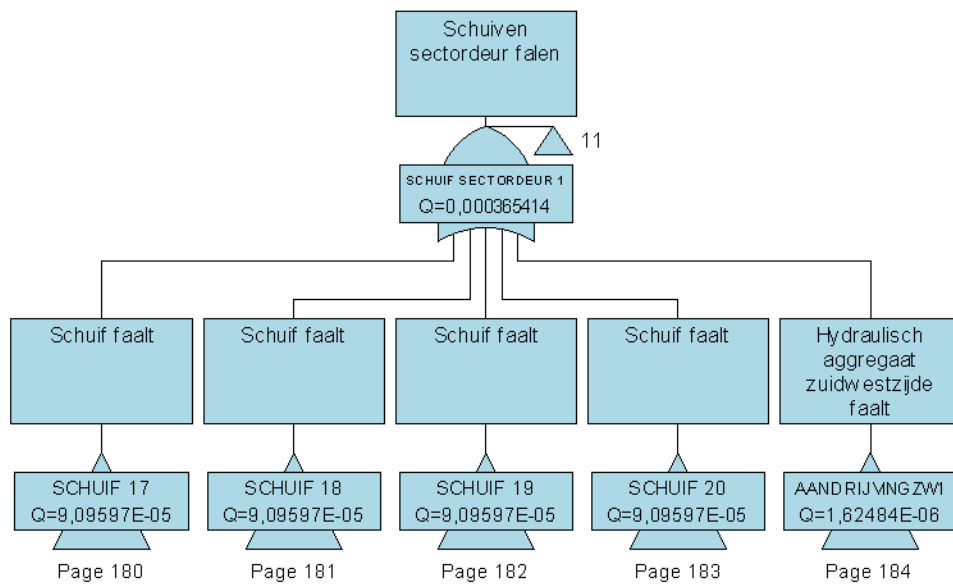 Schuiven
sectordeur falen
11
SCHUIF SECTORDEUR 1
Q=0,000365414
Schuif faalt
Schuif faalt
Schuif faalt
Schuif faalt
Hydraulisch
aggregaat
zuidwestzijde
faalt
SCHUIF 17
Q=9,09597E-05
SCHUIF 18
Q=9,09597E-05
SCHUIF 19
Q=9,09597E-05
SCHUIF 20
Q=9,09597E-05
AANDRIJVINGZW1
Q=1,62484E-06
Page 180
Page 181
Page 182
Page 183
Page 184